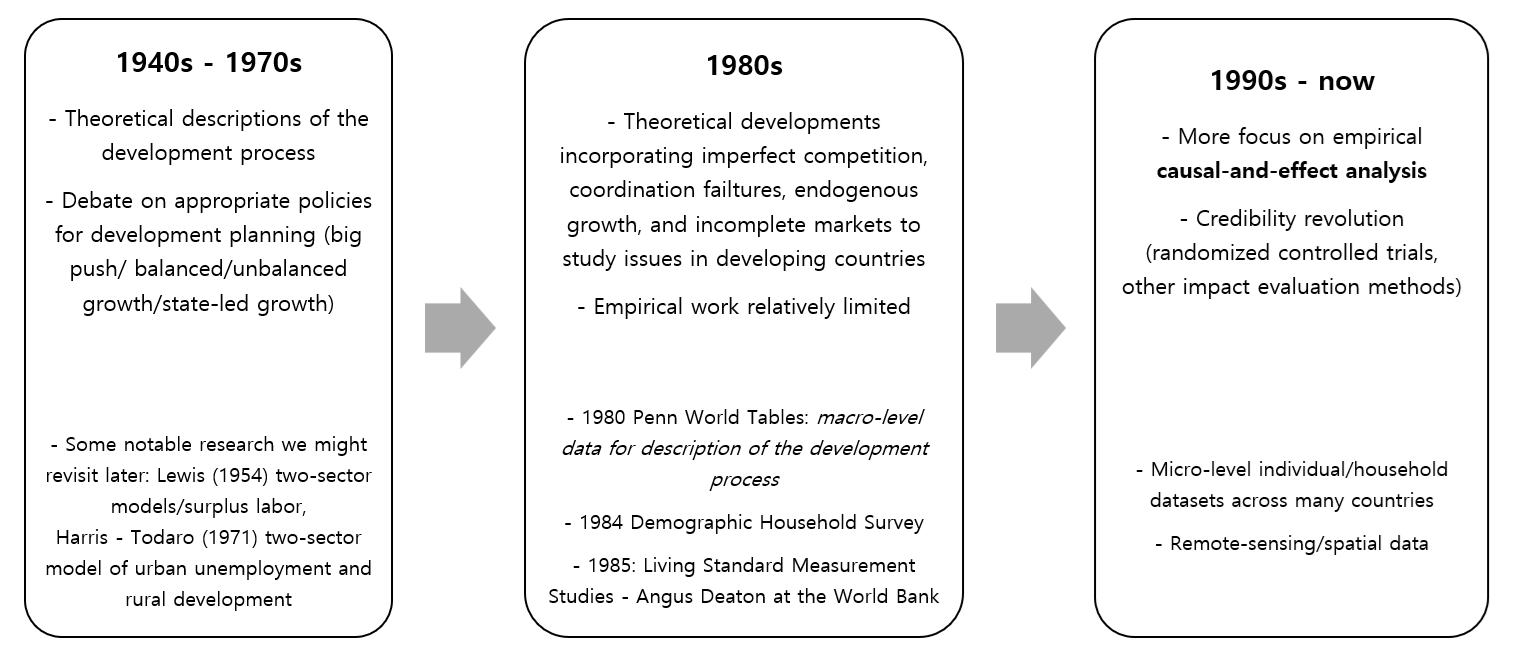 1940s - 1970s
- Theoretical descriptions of the
development process
- Debate on appropriate policies
for development planning (big
push/ balanced/unbalanced
growth/state-led growth)
- Some notable research we might
revisit later: Lewis (1954) two-sector
models/surplus labor,
Harris - Todaro (1971) two-sector
model of urban unemployment and
rural development
1980s
- Theoretical developments
incorporating imperfect competition,
coordination failtures, endogenous
growth, and incomplete markets to
study issues in developing countries
- Empirical work relatively limited
- 1980 Penn World Tables: macro-level
data for description of the development
process
- 1984 Demographic Household Survey
- 1985: Living Standard Measurement
Studies - Angus Deaton at the World Bank
1990s - now
- More focus on empirical
causal-and-effect analysis
- Credibility revolution
(randomized controlled trials,
other impact evaluation methods)
- Micro-level individual/household
datasets across many countries
- Remote-sensing/spatial data